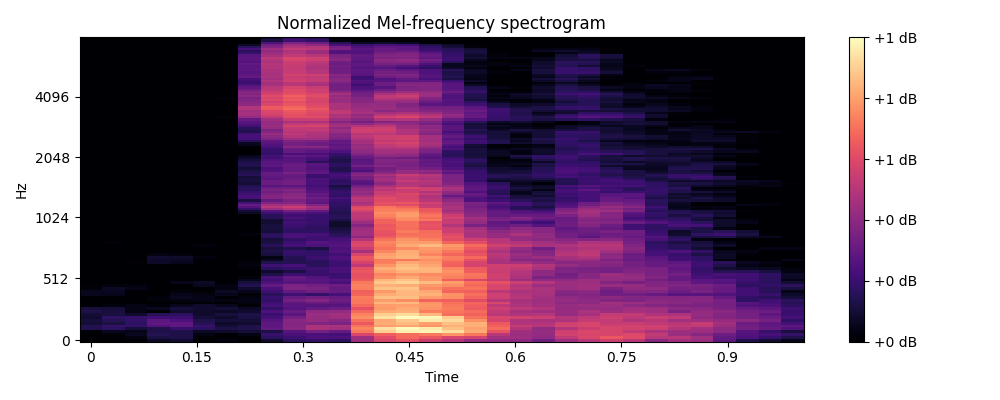 Normalized Mel-frequency spectrogram
Hz
4096
2048
1024
512
0
0 0.15 0.3 0.45 0.6 0.75 0.9
Time
+1 dB
+1 dB
+1 dB
+0 dB
+0 dB
+0 dB